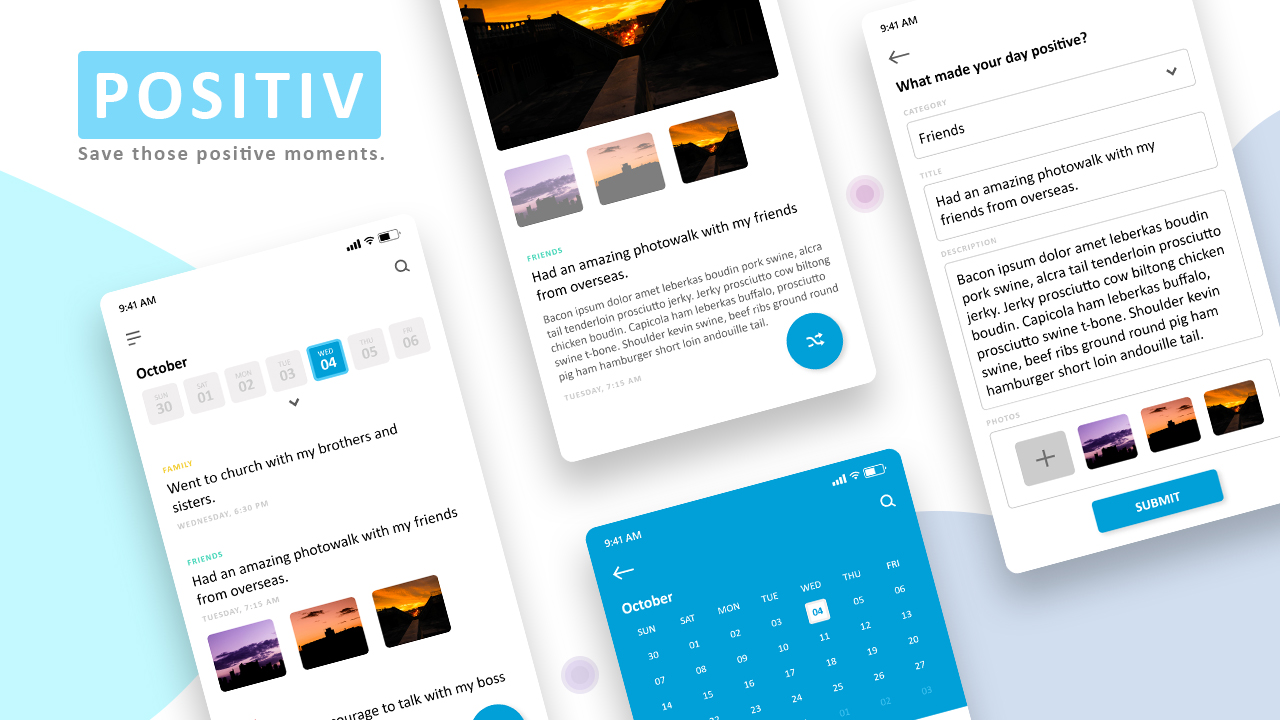 POSITIV
Save those positive moments.
9:41 AM
October
SUN
30
SAT
01
MON
02
TUE
03
WED
04
THU
05
FRI
06
FAMILY
Went to church with my brothers and
sisters.
WEDNESDAY, 6:30 PM
FRIENDS
Had an amazing photowalk with my friends
from overseas.
TUESDAY, 7:15 AM
to talk with my boss
FRIENDS
Had an amazing photowalk with my friends
from overseas.
Bacon ipsum dolor amet leberkas boudin pork swine, alcra
tail tenderloin prosciutto jerky. Jerky prosciutto cow biltong
chicken boudin. Capicola ham leberkas buffalo, prosciutto
swine t-bone. Shoulder kevin swine, beef ribs ground round
pig ham hamburger short loin andouille tail.
TUESDAY, 7:15 AM
9:41 AM
October
SUN SAT MON TUE WED THU FRI
30 01 02 03 04 05 06
07 08 09 10 11 12 13
14 15 16 17 18 19 20
22 23 24 25 26 27
01 02 03
9:41 AM
What made your day positive?
CATEGORY
Friends
TITLE
Had an amazing photowalk with my
friends from overseas.
DESCRIPTION
Bacon ipsum dolor amet leberkas boudin
pork swine, alcra tail tenderloin prosciutto
jerky. Jerky prosciutto cow biltong chicken
boudin. Capicola ham leberkas buffalo,
prosciutto swine t-bone. Shoulder kevin
swine, beef ribs ground round pig ham
hamburger short loin andouille tail.
PHOTOS
SUBMIT